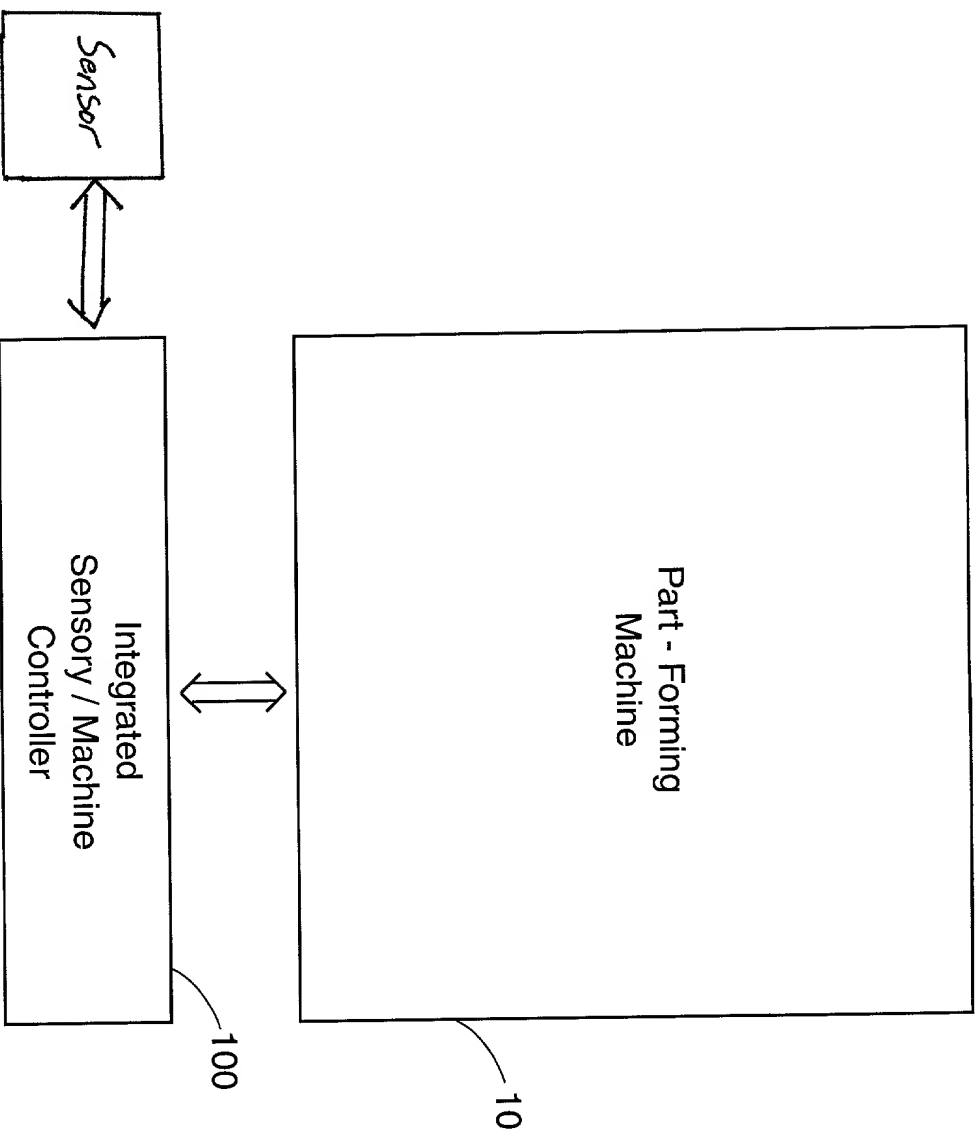 Part - Forming
Machine
10
Sensor
Integrated
Sensory / Machine
Controller
100